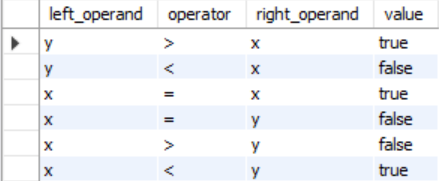 left_operand operator right_operand value
y > x true
y < x false
x = x true
x = y false
x > y false
x < y true